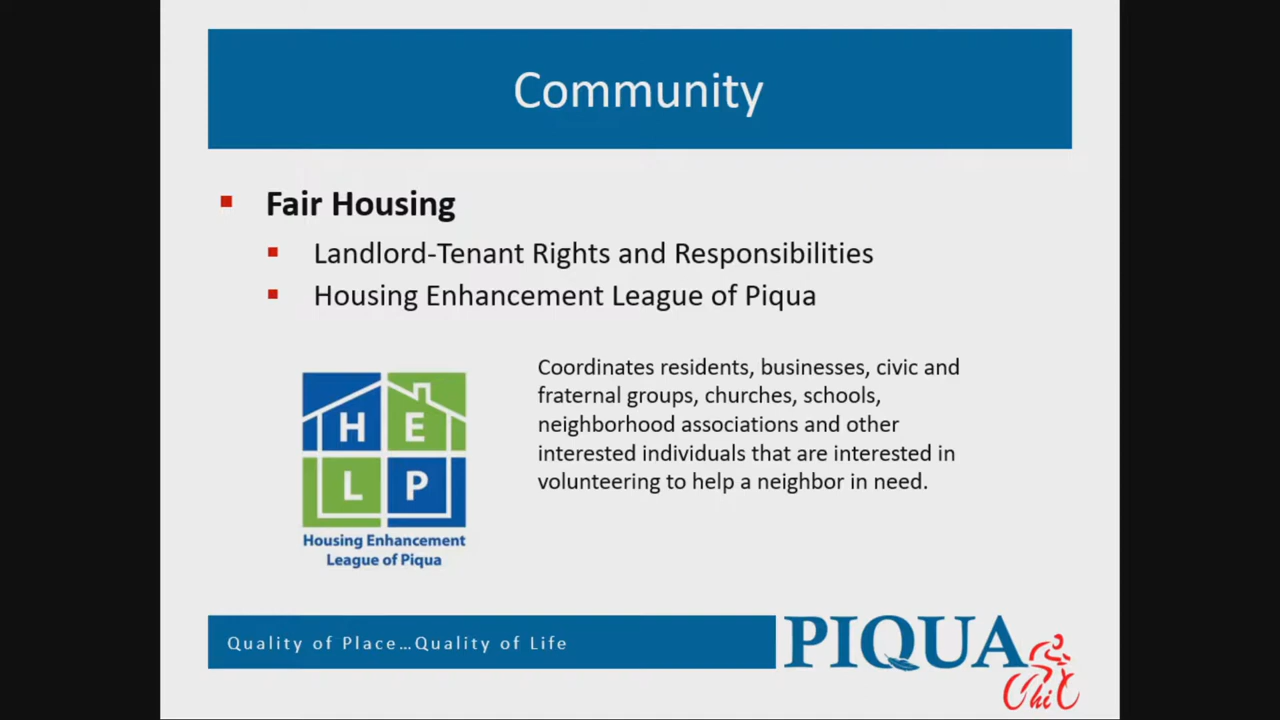 Community
Fair Housing
Landlord-Tenant Rights and Responsibilities
Housing Enhancement League of Piqua
Coordinates residents, businesses, civic and
fraternal groups, churches, schools,
neighborhood associations and other
interested individuals that are interested in
volunteering to help a neighbor in need.
H E
L P
Housing Enhancement
League of Piqua
Quality of Place…Quality of Life
PIQUA
OhiO